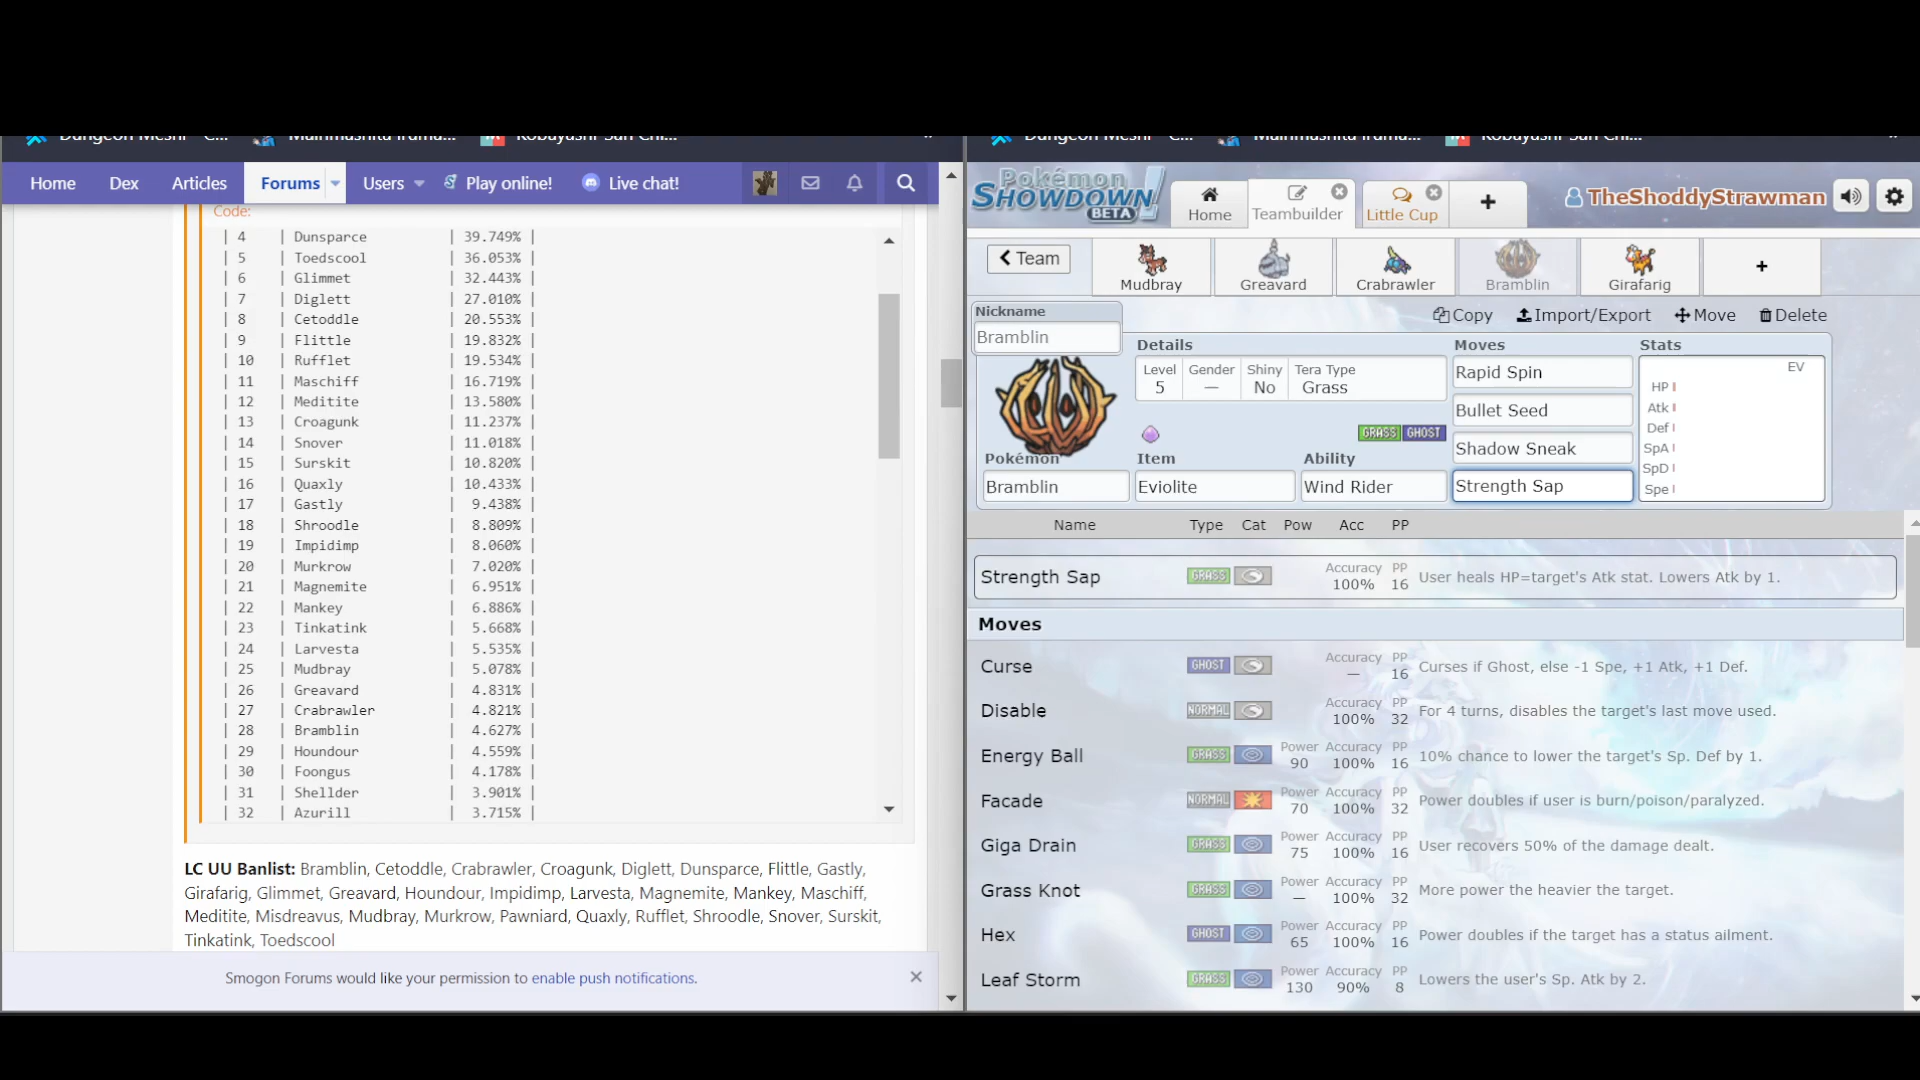 Dungeon Meshi - C...
Mairimashita Iruma...
Kobayashi-san Chi...
Home Dex Articles Forums Users Play online! Live chat!
Code:
| 4 | Dunsparce | 39.749% |
| 5 | Toedscool | 36.053% |
| 6 | Glimmet | 32.443% |
| 7 | Diglett | 27.010% |
| 8 | Cetoddle | 20.553% |
| 9 | Flittle | 19.832% |
| 10 | Rufflet | 19.534% |
| 11 | Maschiff | 16.719% |
| 12 | Meditite | 13.580% |
| 13 | Croagunk | 11.237% |
| 14 | Snover | 11.018% |
| 15 | Surskit | 10.820% |
| 16 | Quaxly | 10.433% |
| 17 | Gastly | 9.438% |
| 18 | Shroodle | 8.809% |
| 19 | Impidimp | 8.060% |
| 20 | Murkrow | 7.020% |
| 21 | Magnemite | 6.951% |
| 22 | Mankey | 6.886% |
| 23 | Tinkatink | 5.668% |
| 24 | Larvesta | 5.535% |
| 25 | Mudbray | 5.078% |
| 26 | Greavard | 4.831% |
| 27 | Crabrawler | 4.821% |
| 28 | Bramblin | 4.627% |
| 29 | Houndour | 4.559% |
| 30 | Foongus | 4.178% |
| 31 | Shellder | 3.901% |
| 32 | Azurill | 3.715% |
LC UU Banlist: Bramblin, Cetoddle, Crabrawler, Croagunk, Diglett, Dunsparce, Flittle, Gastly,
Girafarig, Glimmet, Greavard, Houndour, Impidimp, Larvesta, Magnemite, Mankey, Maschiff,
Meditite, Misdreavus, Mudbray, Murkrow, Pawniard, Quaxly, Rufflet, Shroodle, Snover, Surskit,
Tinkatink, Toedscool
Smogon Forums would like your permission to enable push notifications.
Dungeon Meshi - C...
Mairimashita Iruma...
Kobayashi-san Chi...
Pokémon
SHOWDOWN!
BETA
Home
Teambuilder
Little Cup
+
TheShoddyStrawman
Team
Mudbray
Greavard
Crabrawler
Bramblin
Girafarig
+
Nickname
Bramblin
Copy Import/Export Move Delete
Details
Level Gender Shiny Tera Type
5 — No Grass
GRASS GHOST
Pokémon Item Ability
Bramblin Eviolite Wind Rider
Moves
Rapid Spin
Bullet Seed
Shadow Sneak
Strength Sap
Stats
EV
HP
Atk
Def
SpA
SpD
Spe
Name Type Cat Pow Acc PP
Strength Sap GRASS Accuracy 100% PP 16 User heals HP=target's Atk stat. Lowers Atk by 1.
Moves
Curse GHOST Accuracy — PP 16 Curses if Ghost, else -1 Spe, +1 Atk, +1 Def.
Disable NORMAL Accuracy 100% PP 32 For 4 turns, disables the target's last move used.
Energy Ball GRASS Power 90 Accuracy 100% PP 16 10% chance to lower the target's Sp. Def by 1.
Facade NORMAL Power 70 Accuracy 100% PP 32 Power doubles if user is burn/poison/paralyzed.
Giga Drain GRASS Power 75 Accuracy 100% PP 16 User recovers 50% of the damage dealt.
Grass Knot GRASS Power — Accuracy 100% PP 32 More power the heavier the target.
Hex GHOST Power 65 Accuracy 100% PP 16 Power doubles if the target has a status ailment.
Leaf Storm GRASS Power 130 Accuracy 90% PP 8 Lowers the user's Sp. Atk by 2.